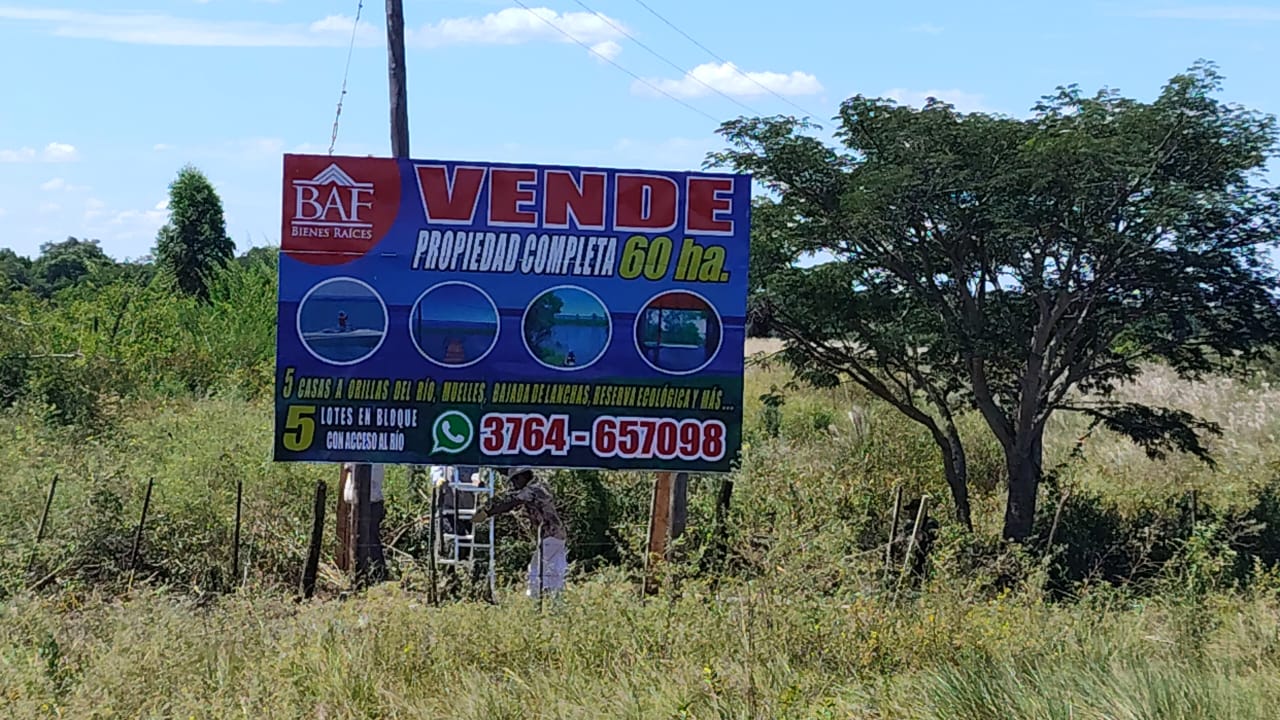 BAF
BIENES RAÍCES
VENDE
PROPIEDAD COMPLETA 60 ha.
5 CASAS A ORILLAS DEL RÍO, MUELLES, BAJADA DE LANCHAS, RESERVA ECOLÓGICA Y MÁS...
5 LOTES EN BLOQUE
CON ACCESO AL RÍO
3764-657098